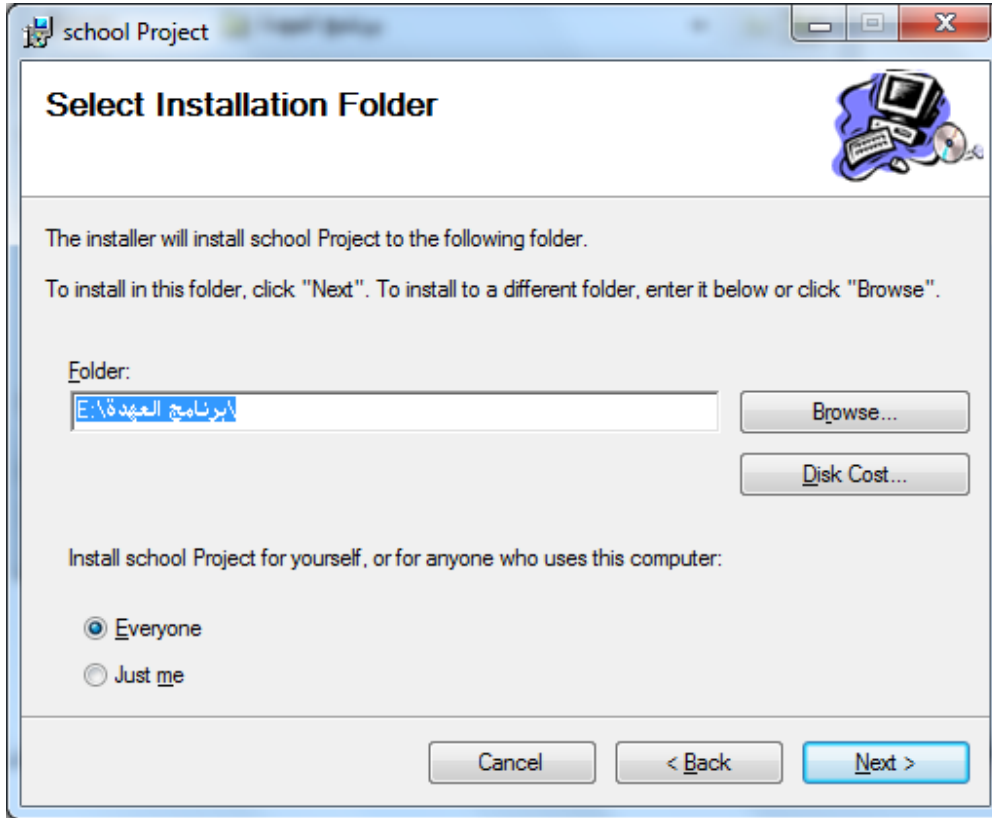 school Project
Select Installation Folder
The installer will install school Project to the following folder.
To install in this folder, click "Next". To install to a different folder, enter it below or click "Browse".
Folder:
E:\برنامج العهدة\
Browse...
Disk Cost...
Install school Project for yourself, or for anyone who uses this computer:
Everyone
Just me
Cancel
< Back
Next >